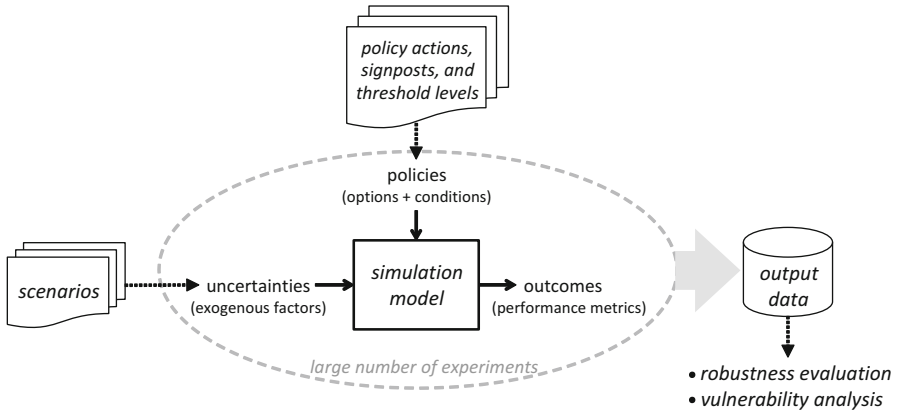 policy actions,
signposts, and
threshold levels
policies
(options + conditions)
scenarios
uncertainties
(exogenous factors)
simulation
model
outcomes
(performance metrics)
output
data
large number of experiments
• robustness evaluation
• vulnerability analysis